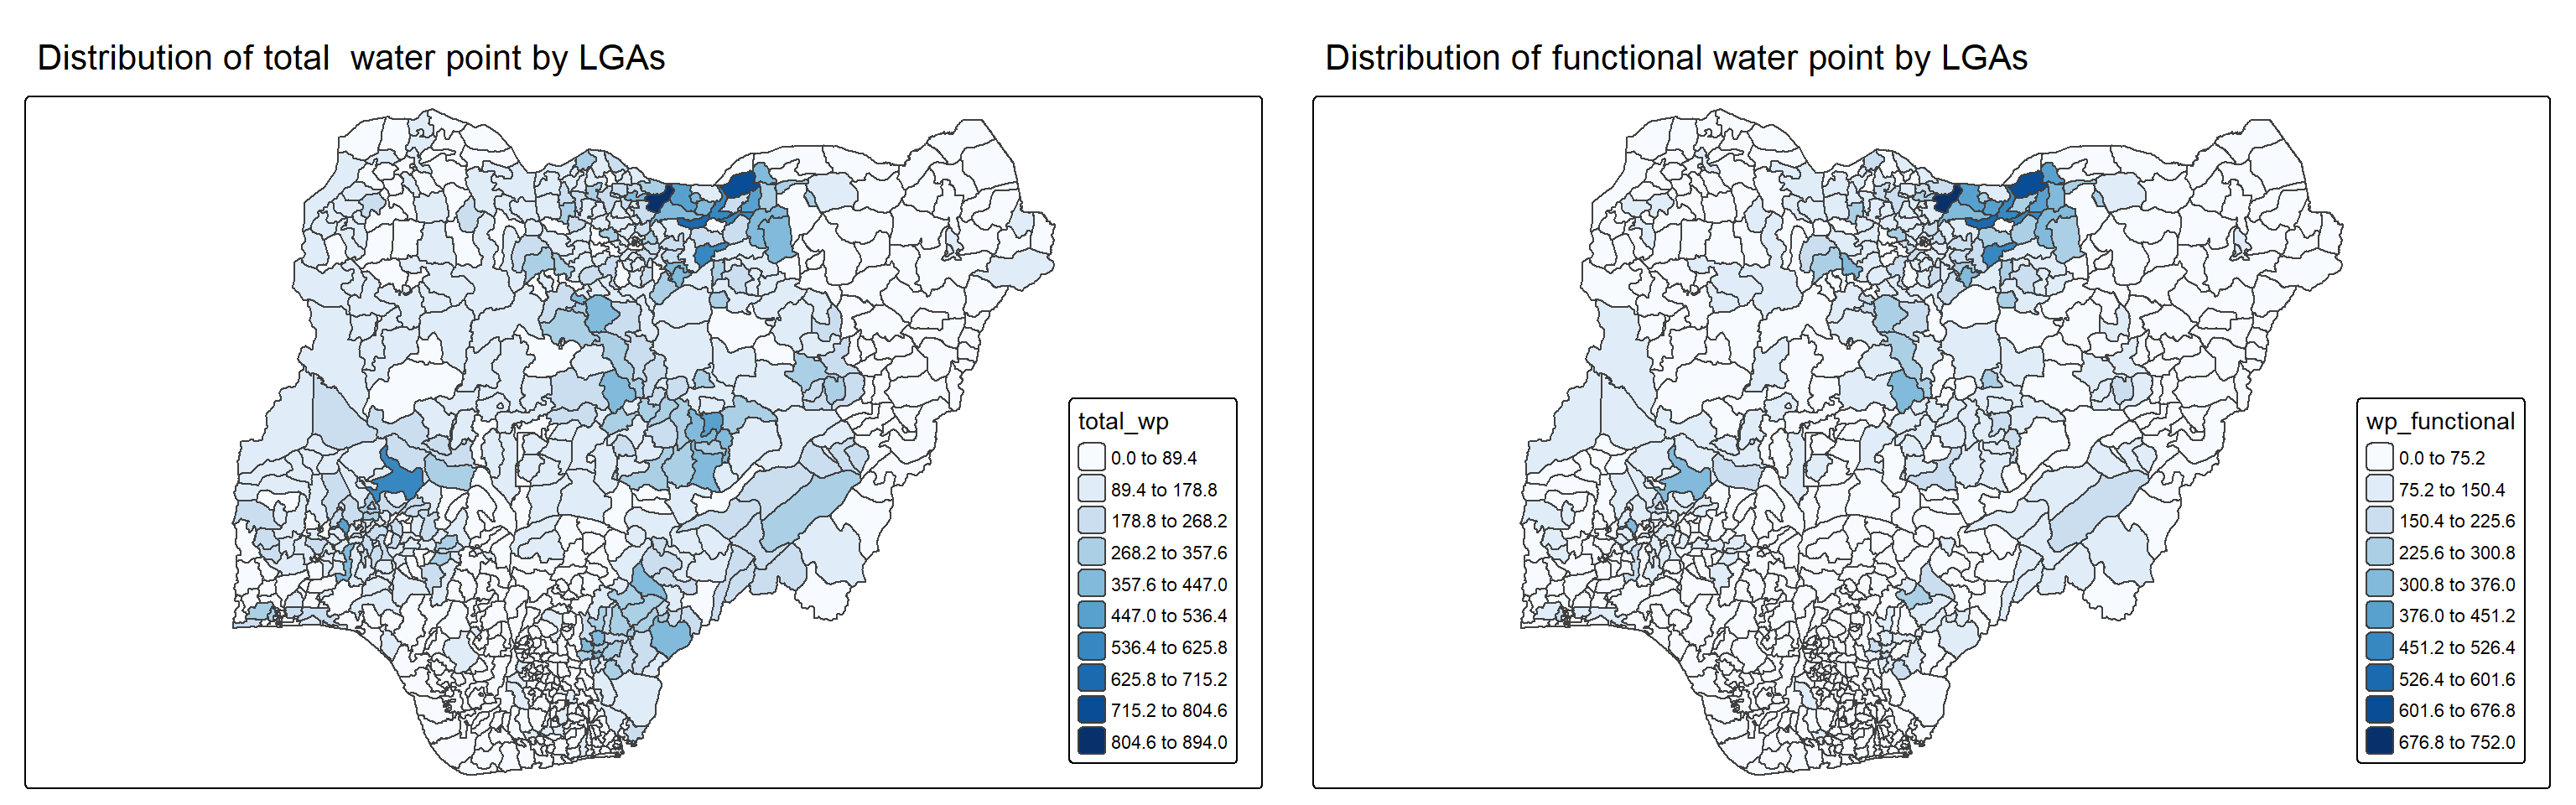 Distribution of total  water point by LGAs
total_wp
0.0 to 89.4
89.4 to 178.8
178.8 to 268.2
268.2 to 357.6
357.6 to 447.0
447.0 to 536.4
536.4 to 625.8
625.8 to 715.2
715.2 to 804.6
804.6 to 894.0
Distribution of functional water point by LGAs
wp_functional
0.0 to 75.2
75.2 to 150.4
150.4 to 225.6
225.6 to 300.8
300.8 to 376.0
376.0 to 451.2
451.2 to 526.4
526.4 to 601.6
601.6 to 676.8
676.8 to 752.0